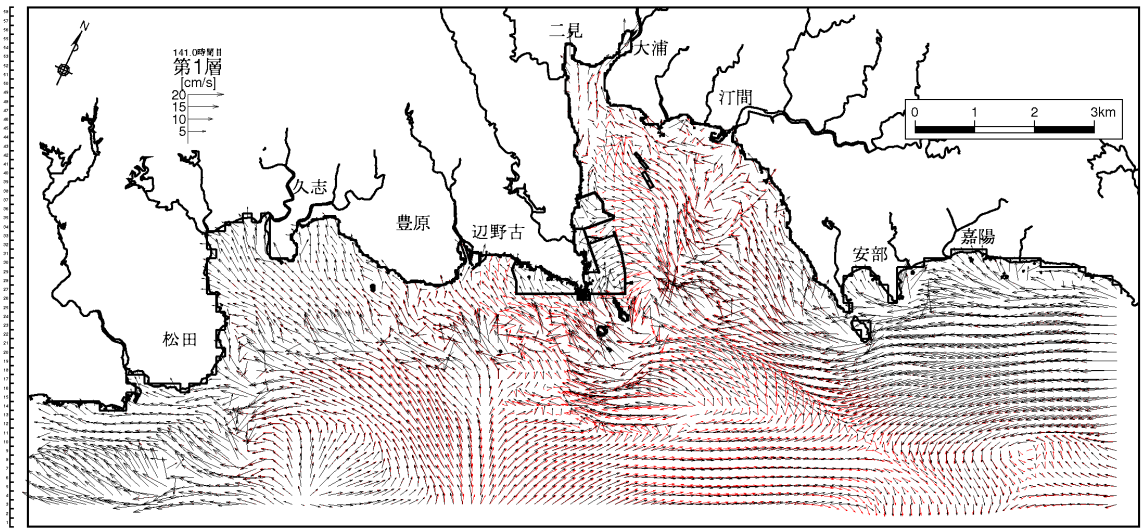 N
141.0時間目
第1層
[cm/s]
20
15
10
5
二見
大浦
汀間
0 1 2 3km
久志
豊原
辺野古
安部
嘉陽
松田